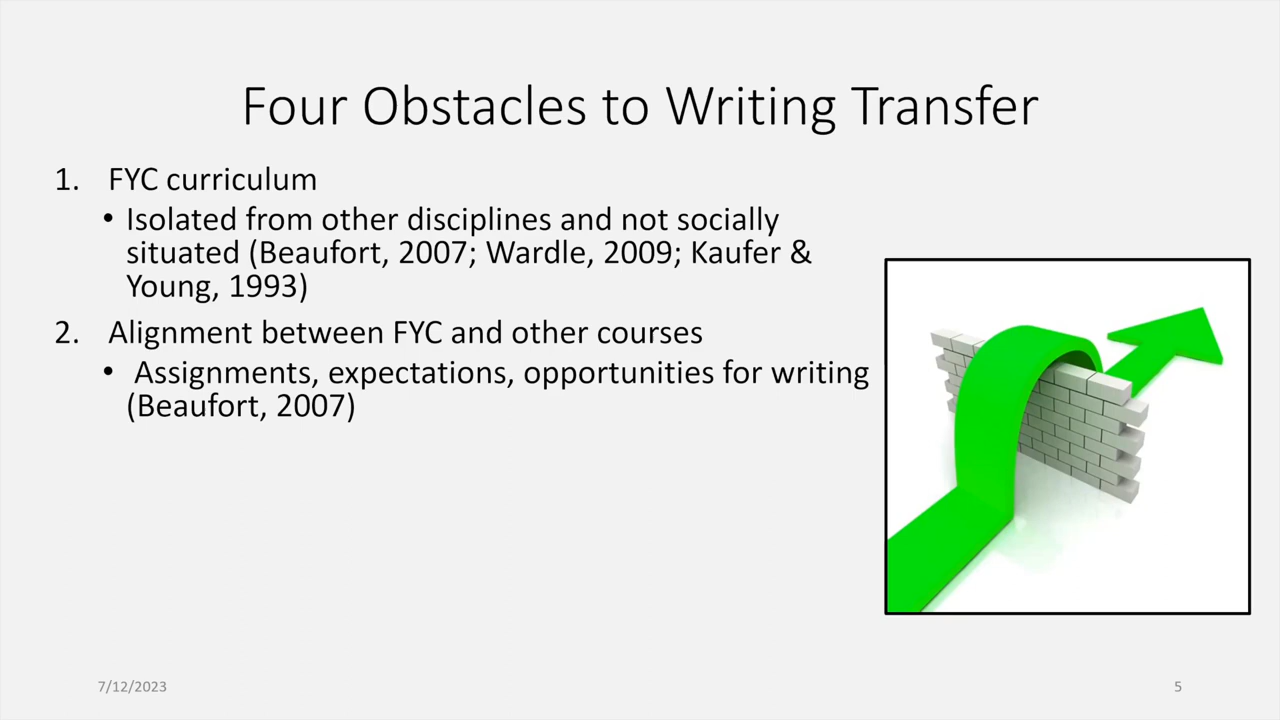 Four Obstacles to Writing Transfer
1. FYC curriculum
• Isolated from other disciplines and not socially
situated (Beaufort, 2007; Wardle, 2009; Kaufer &
Young, 1993)
2. Alignment between FYC and other courses
• Assignments, expectations, opportunities for writing
(Beaufort, 2007)
7/12/2023
5